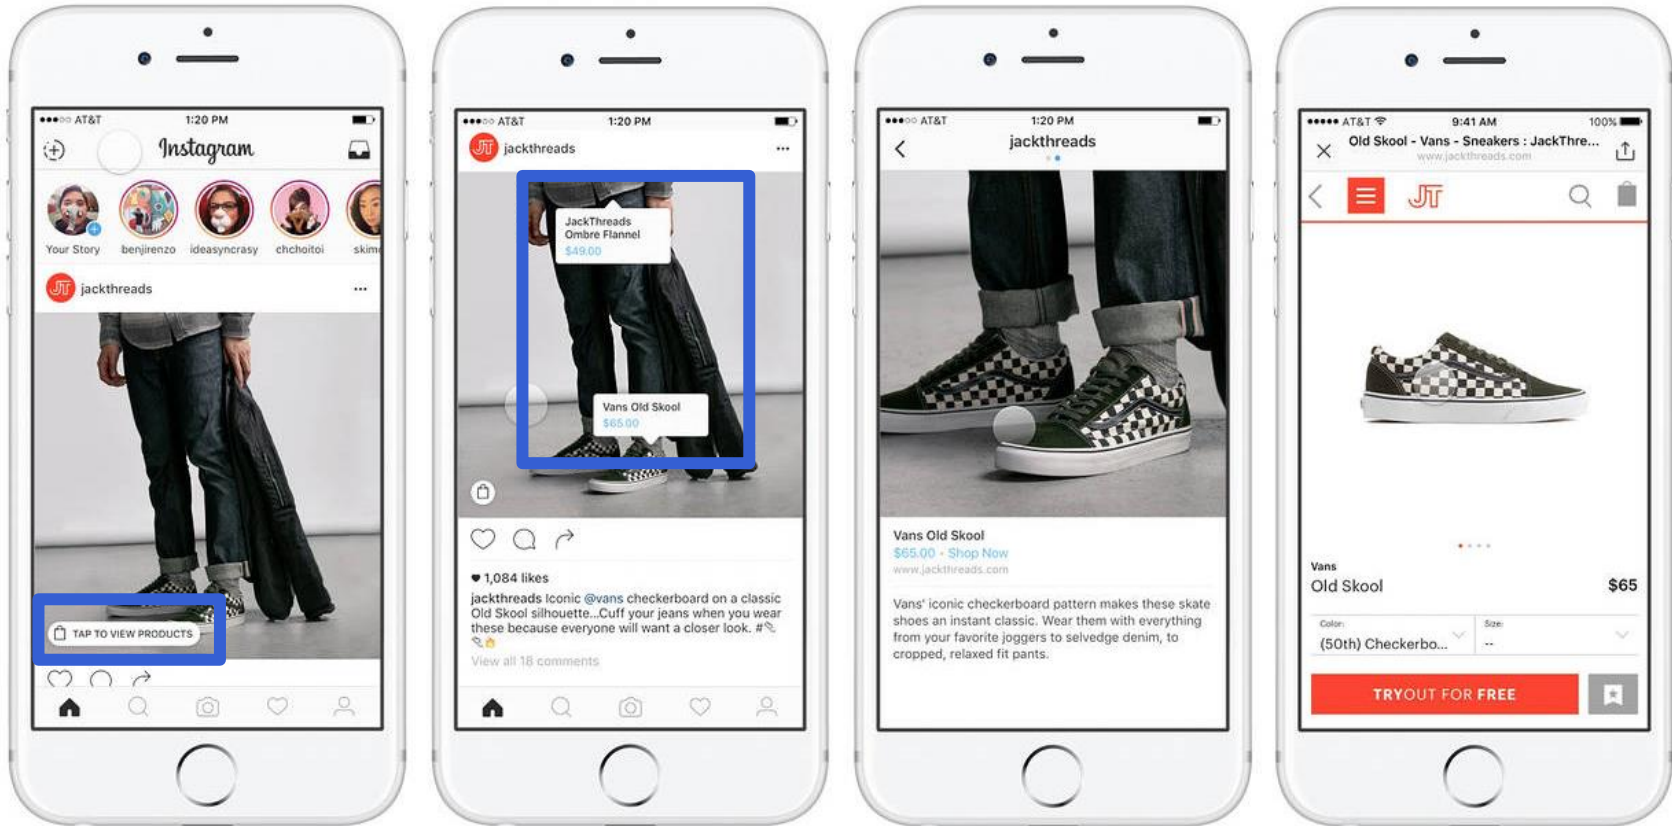 AT&T 1:20 PM
Instagram
Your Story benjirenzo ideasyncrasy chchoitoi skim
JT jackthreads
TAP TO VIEW PRODUCTS
AT&T 1:20 PM
JT jackthreads
JackThreads
Ombre Flannel
$49.00
Vans Old Skool
$65.00
1,084 likes
jackthreads Iconic @vans checkerboard on a classic
Old Skool silhouette...Cuff your jeans when you wear
these because everyone will want a closer look. #
View all 18 comments
AT&T 1:20 PM
jackthreads
Vans Old Skool
$65.00 - Shop Now
www.jackthreads.com
Vans' iconic checkerboard pattern makes these skate
shoes an instant classic. Wear them with everything
from your favorite joggers to selvedge denim, to
cropped, relaxed fit pants.
AT&T 9:41 AM 100%
Old Skool - Vans - Sneakers : JackThre...
www.jackthreads.com
JT
Vans
Old Skool $65
Color: Size:
(50th) Checkerbo... --
TRYOUT FOR FREE